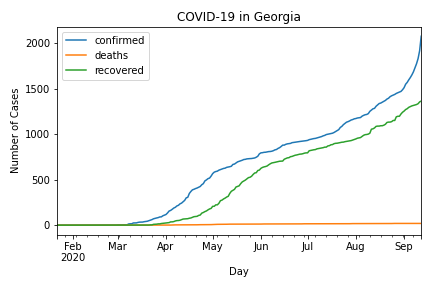 COVID-19 in Georgia
confirmed
deaths
recovered
Number of Cases
2000
1500
1000
500
0
Feb Mar Apr May Jun Jul Aug Sep
2020
Day